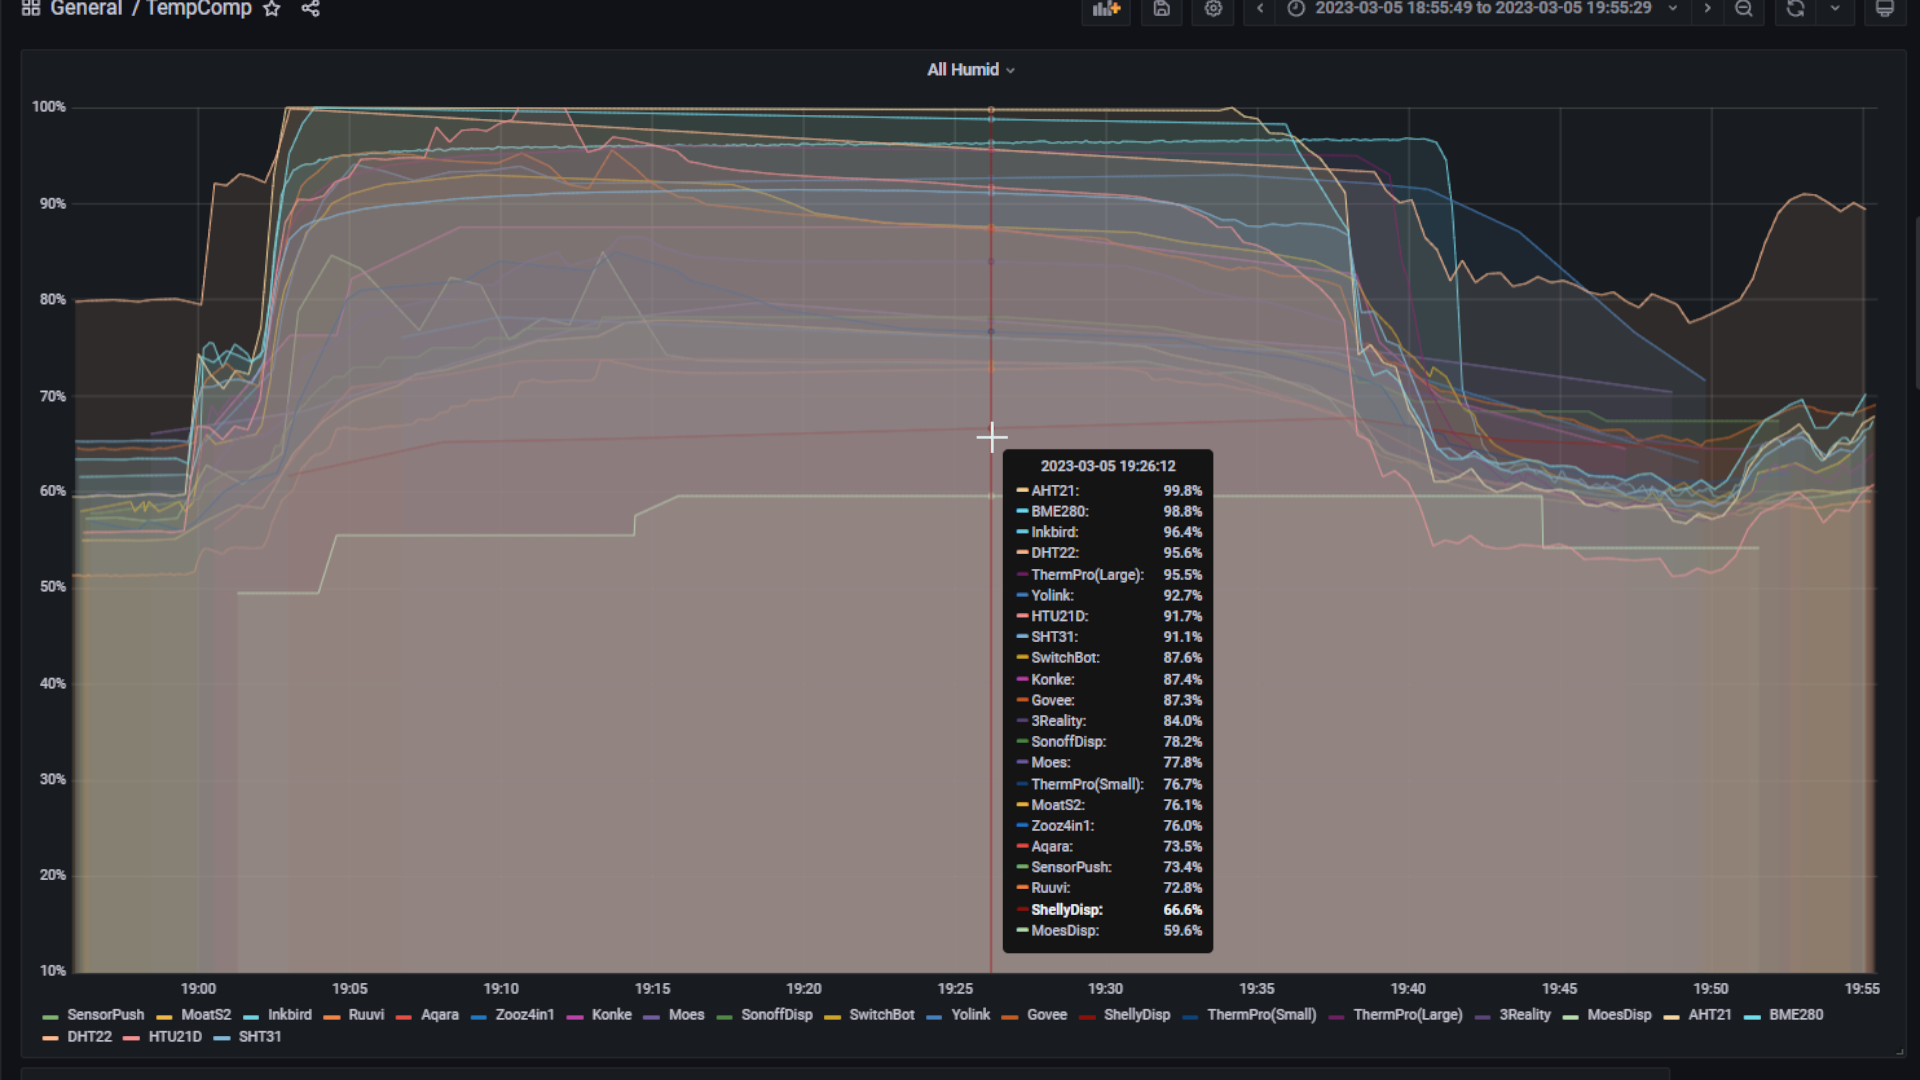 General / TempComp
2023-03-05 18:55:49 to 2023-03-05 19:55:29
All Humid
100%
90%
80%
70%
60%
50%
40%
30%
20%
10%
2023-03-05 19:26:12
AHT21: 99.8%
BME280: 98.8%
Inkbird: 96.4%
DHT22: 95.6%
ThermPro(Large): 95.5%
Yolink: 92.7%
HTU21D: 91.7%
SHT31: 91.1%
SwitchBot: 87.6%
Konke: 87.4%
Govee: 87.3%
3Reality: 84.0%
SonoffDisp: 78.2%
Moes: 77.8%
ThermPro(Small): 76.7%
MoatS2: 76.1%
Zooz4in1: 76.0%
Aqara: 73.5%
SensorPush: 73.4%
Ruuvi: 72.8%
ShellyDisp: 66.6%
MoesDisp: 59.6%
19:00 19:05 19:10 19:15 19:20 19:25 19:30 19:35 19:40 19:45 19:50 19:55
SensorPush MoatS2 Inkbird Ruuvi Aqara Zooz4in1 Konke Moes SonoffDisp SwitchBot Yolink Govee ShellyDisp ThermPro(Small) ThermPro(Large) 3Reality MoesDisp AHT21 BME280
DHT22 HTU21D SHT31